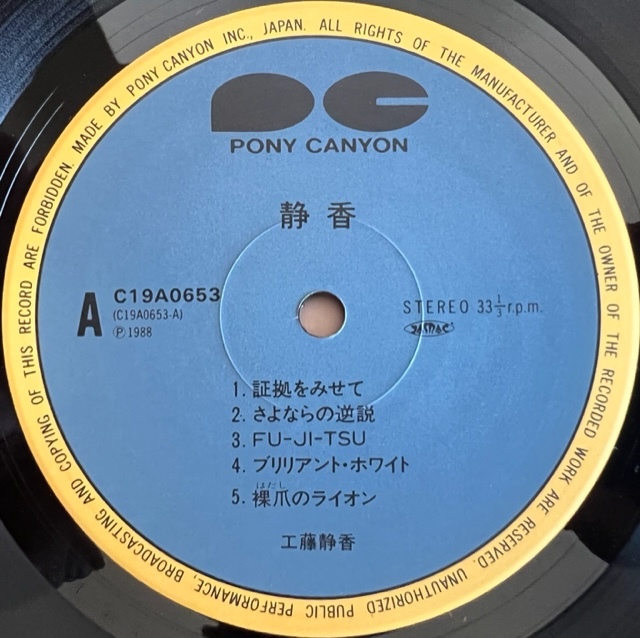 MADE BY PONY CANYON INC., JAPAN. ALL RIGHTS OF THE MANUFACTURER AND OF THE OWNER OF THE RECORDED WORK ARE RESERVED. UNAUTHORIZED PUBLIC PERFORMANCE, BROADCASTING AND COPYING OF THIS RECORD ARE FORBIDDEN.
PC
PONY CANYON
静香
A
C19A0653
(C19A0653-A)
Ⓟ1988
STEREO 33⅓r.p.m.
JASRAC
1. 証拠をみせて
2. さよならの逆説
3. FU-JI-TSU
4. ブリリアント・ホワイト
はだし
5. 裸爪のライオン
工藤静香